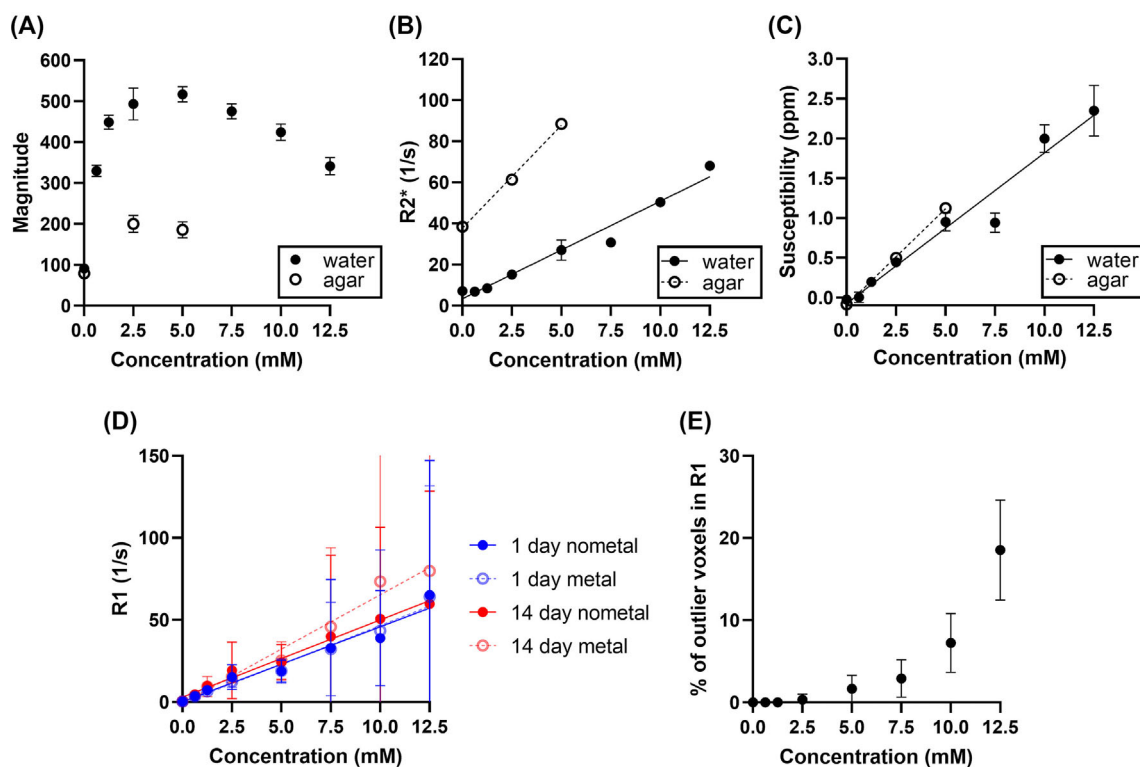 (A)
Magnitude
600
500
400
300
200
100
0
0.0 2.5 5.0 7.5 10.0 12.5
Concentration (mM)
water
agar
(B)
R2* (1/s)
120
100
80
60
40
20
0
0.0 2.5 5.0 7.5 10.0 12.5
Concentration (mM)
water
agar
(C)
Susceptibility (ppm)
3.0
2.5
2.0
1.5
1.0
0.5
0.0
0.0 2.5 5.0 7.5 10.0 12.5
Concentration (mM)
water
agar
(D)
R1 (1/s)
150
100
50
0
0.0 2.5 5.0 7.5 10.0 12.5
Concentration (mM)
1 day nometal
1 day metal
14 day nometal
14 day metal
(E)
% of outlier voxels in R1
30
20
10
0
0.0 2.5 5.0 7.5 10.0 12.5
Concentration (mM)